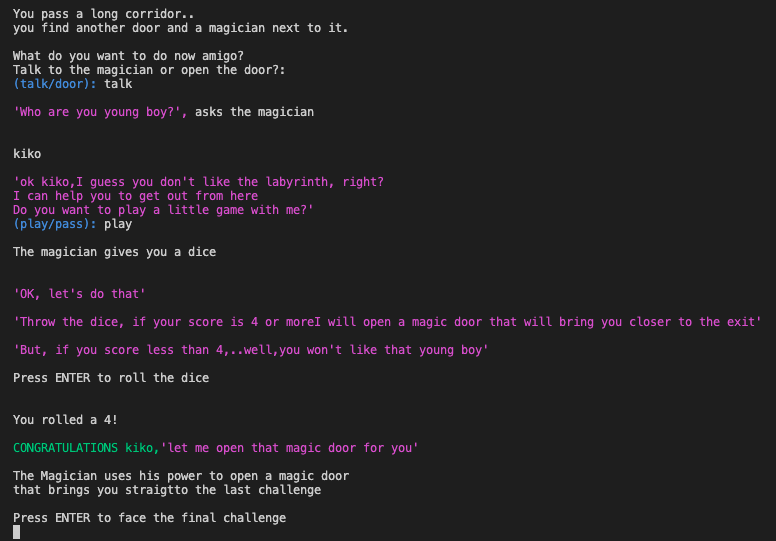 You pass a long corridor..
you find another door and a magician next to it.
What do you want to do now amigo?
Talk to the magician or open the door?:
(talk/door): talk
'Who are you young boy?', asks the magician
kiko
'ok kiko,I guess you don't like the labyrinth, right?
I can help you to get out from here
Do you want to play a little game with me?'
(play/pass): play
The magician gives you a dice
'OK, let's do that'
'Throw the dice, if your score is 4 or moreI will open a magic door that will bring you closer to the exit'
'But, if you score less than 4,..well,you won't like that young boy'
Press ENTER to roll the dice
You rolled a 4!
CONGRATULATIONS kiko,'let me open that magic door for you'
The Magician uses his power to open a magic door
that brings you straigtto the last challenge
Press ENTER to face the final challenge